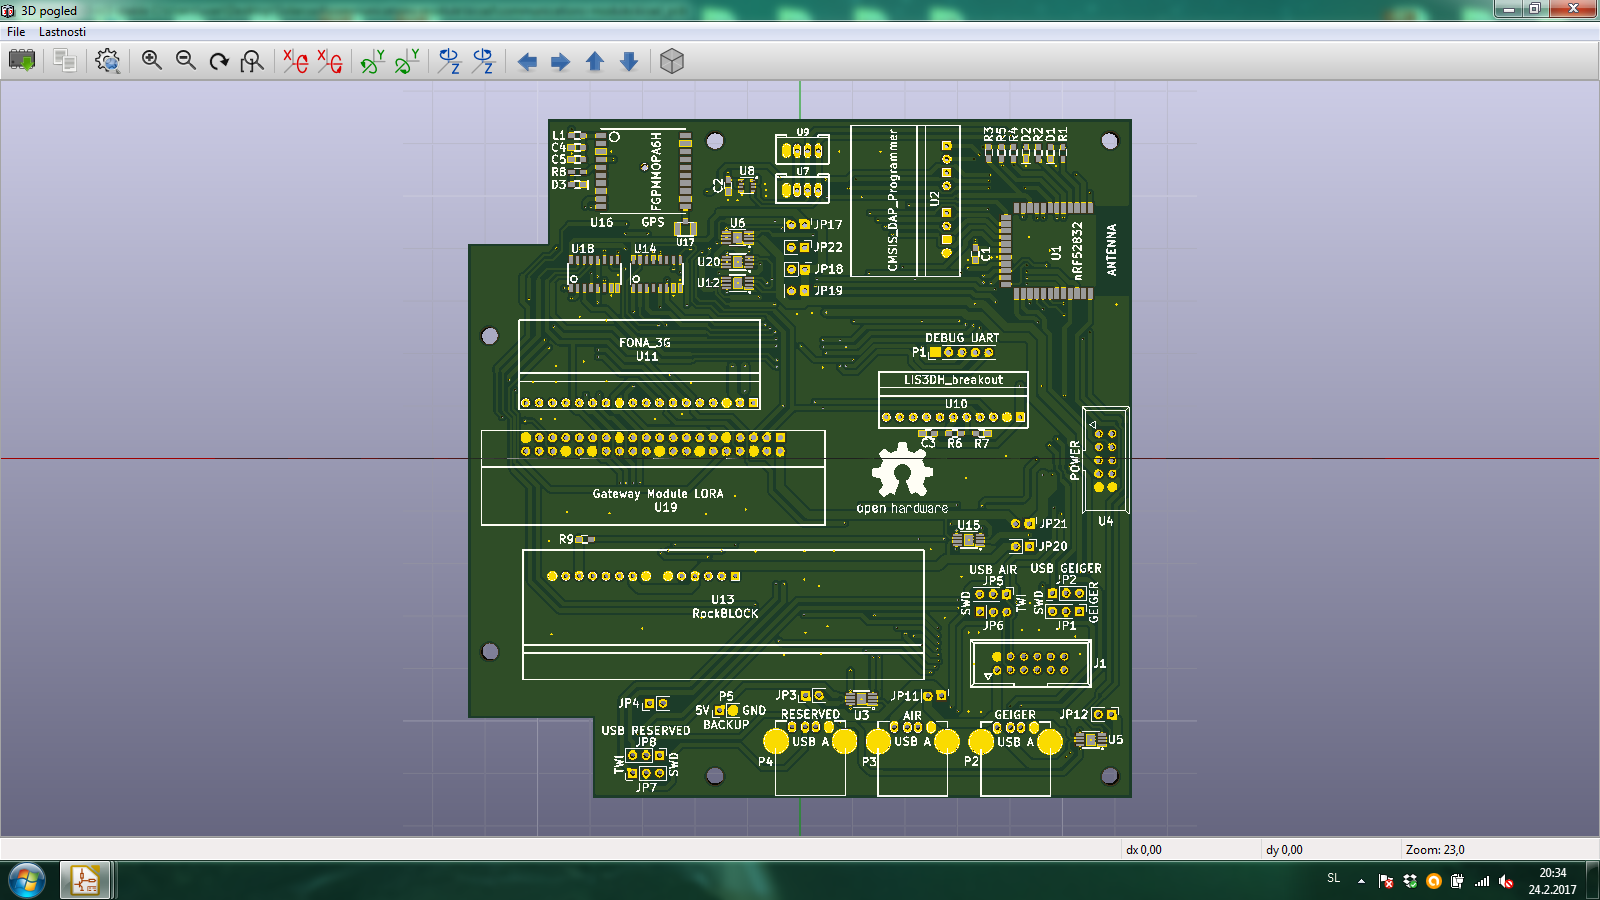 3D pogled
File Lastnosti
X X Y Y Z Z
L1
C4
C5
R8
D3
FGPMMOPA6H
U16
GPS
U17
U9
U7
C2
U8
CMSIS_DAP_Programmer
U2
R3
R5
R4
D2
R2
D1
R1
C1
U1
nRF52832
ANTENNA
U6
JP17
JP22
U18
U14
U20
JP18
U12
JP19
FONA_3G
U11
DEBUG UART
P1
LIS3DH_breakout
U10
C3
R6
R7
POWER
U4
Gateway Module LORA
U19
open hardware
R9
U15
JP21
JP20
U13
RockBLOCK
USB AIR
JP5
SWD
TWI
JP6
USB GEIGER
JP2
SWD
GEIGER
JP1
J1
JP4
P5
5V
GND
BACKUP
JP3
U3
JP11
JP12
U5
RESERVED
AIR
GEIGER
USB A
USB A
USB A
P4
P3
P2
USB RESERVED
JP8
TWI
SWD
JP7
dx 0,00
dy 0,00
Zoom: 23,0
SL
20:34
24.2.2017